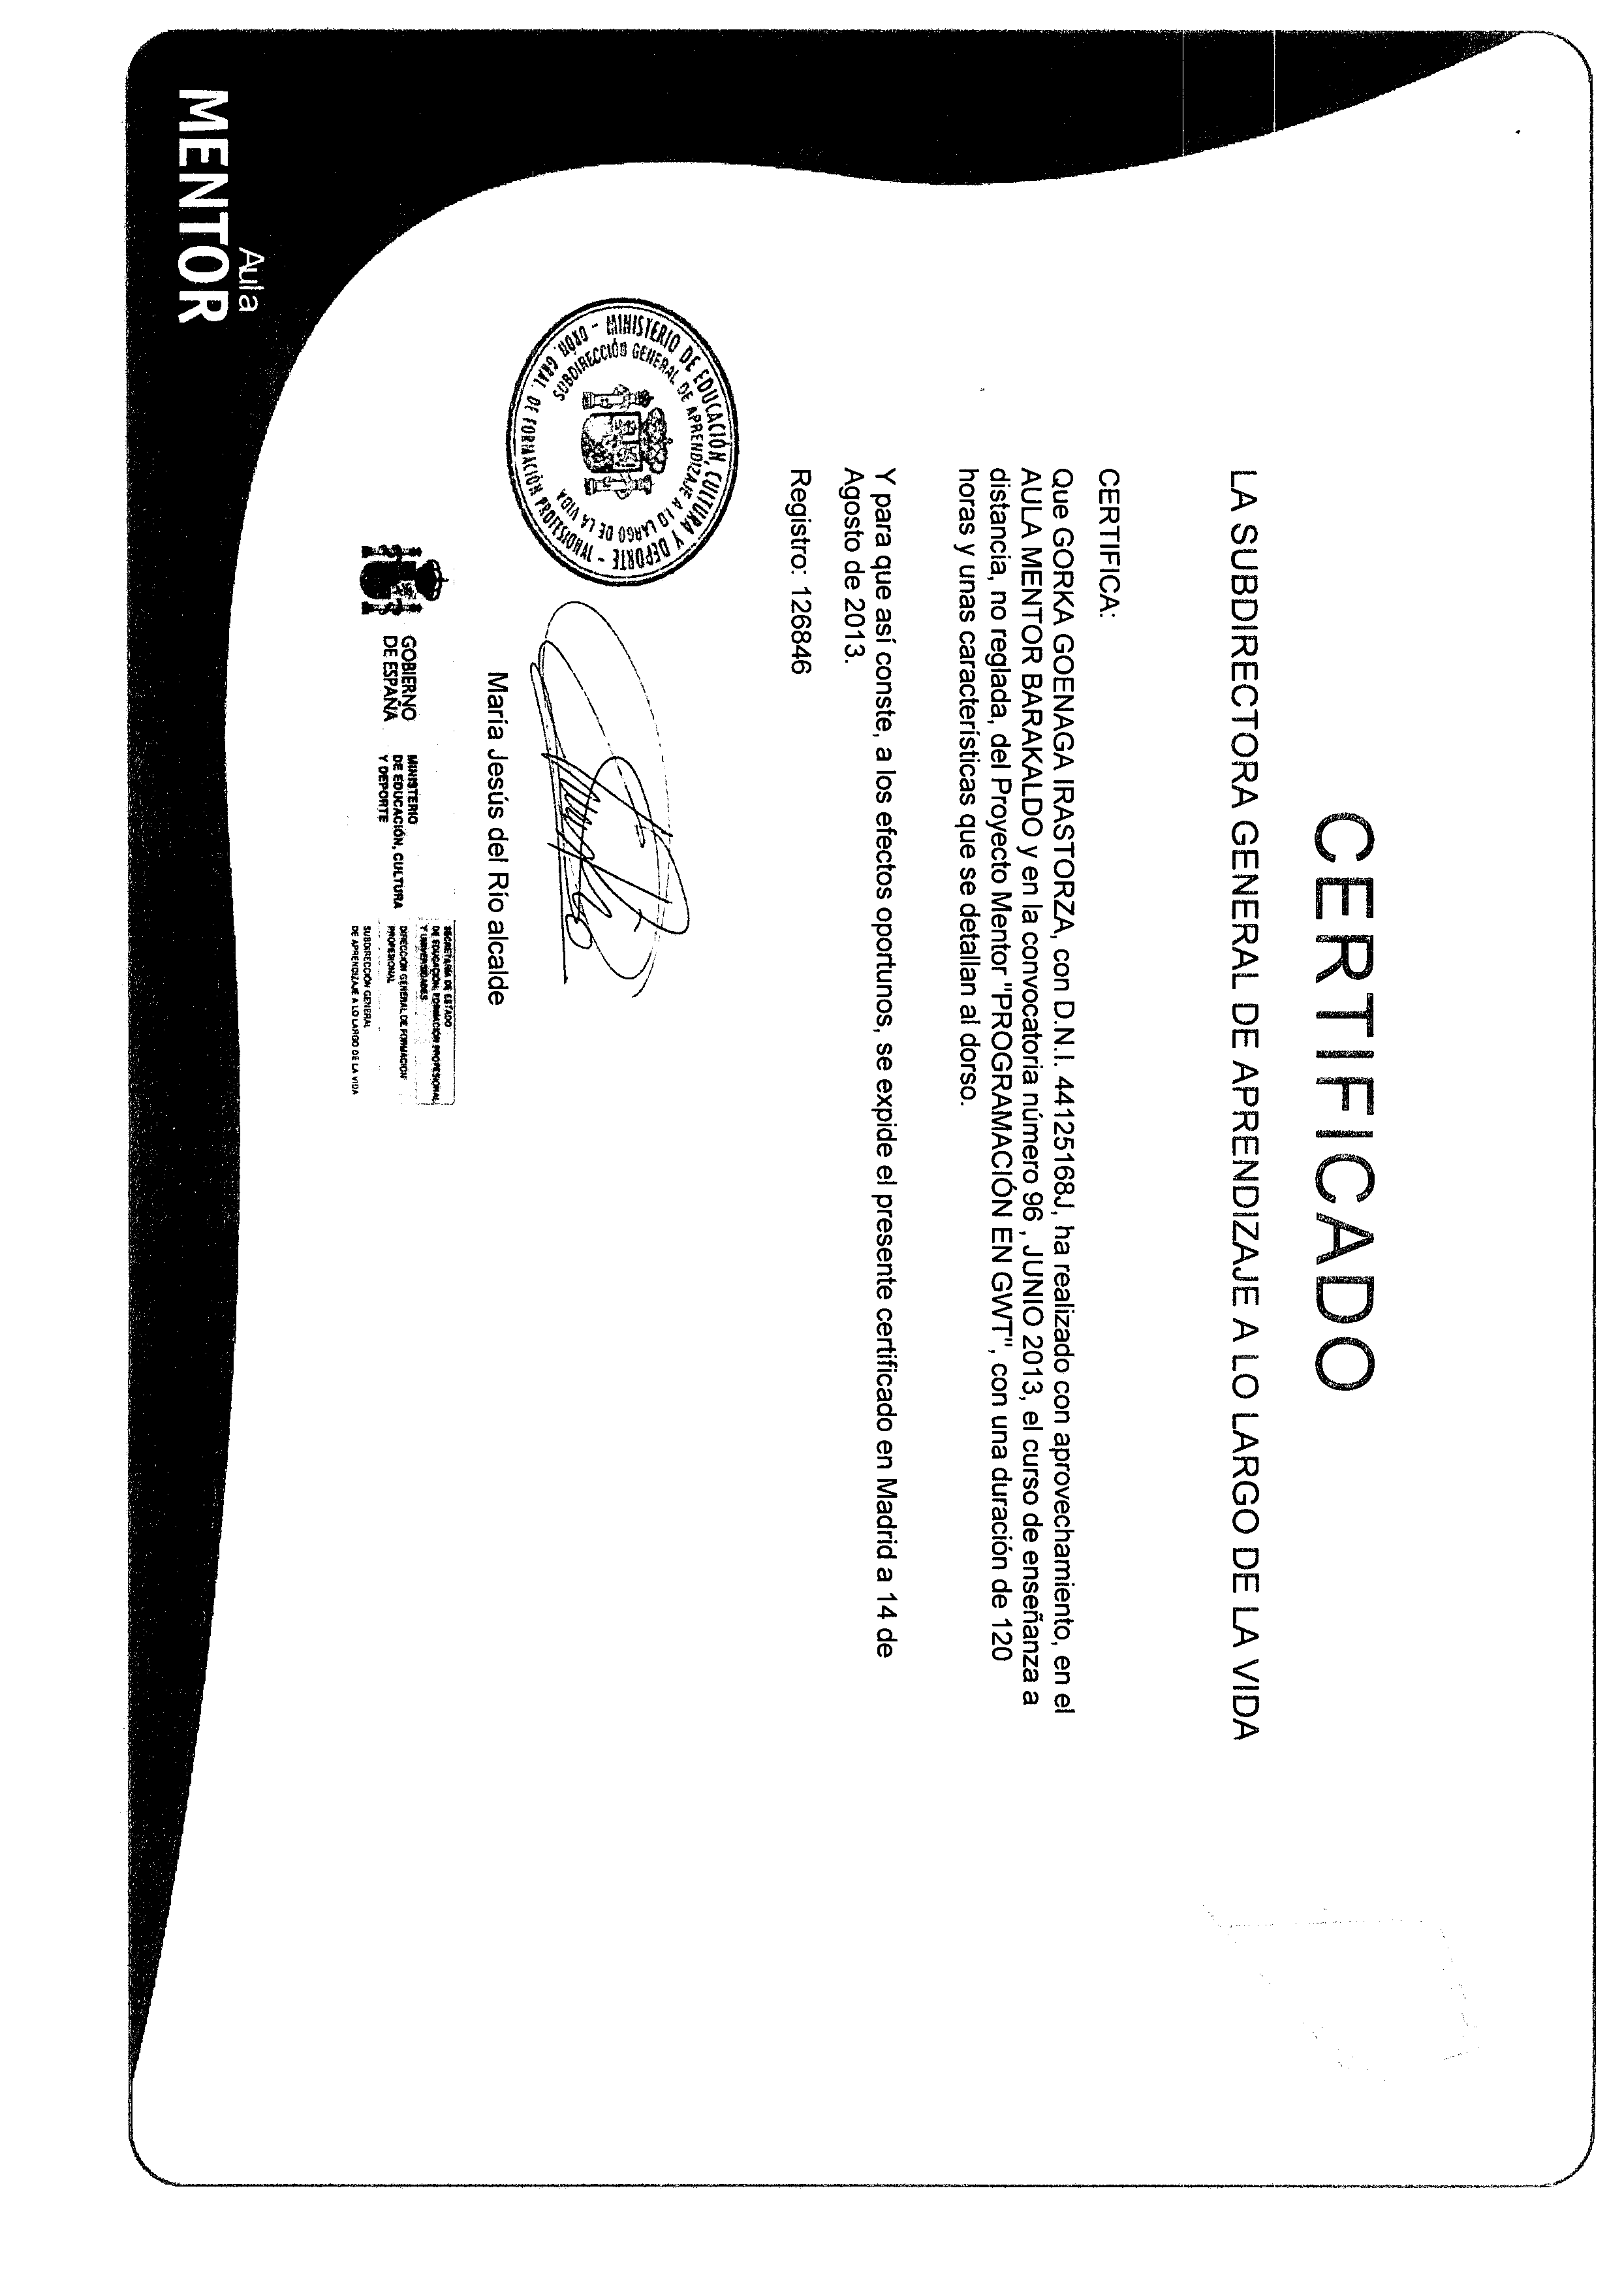 CERTIFICADO
LA SUBDIRECTORA GENERAL DE APRENDIZAJE A LO LARGO DE LA VIDA
CERTIFICA:
Que GORKA GOENAGA IRASTORZA, con D.N.I. 44125168J, ha realizado con aprovechamiento, en el
AULA MENTOR BARAKALDO y en la convocatoria número 96 , JUNIO 2013, el curso de enseñanza a
distancia, no reglada, del Proyecto Mentor "PROGRAMACIÓN EN GWT", con una duración de 120
horas y unas características que se detallan al dorso.
Y para que así conste, a los efectos oportunos, se expide el presente certificado en Madrid a 14 de
Agosto de 2013.
Registro: 126846
MINISTERIO DE EDUCACIÓN, CULTURA Y DEPORTE - DRÓN. GRAL. DE FORMACIÓN PROFESIONAL -
SUBDIRECCIÓN GENERAL DE APRENDIZAJE A LO LARGO DE LA VIDA
María Jesús del Río alcalde
GOBIERNO
DE ESPAÑA
MINISTERIO
DE EDUCACIÓN, CULTURA
Y DEPORTE
SECRETARÍA DE ESTADO
DE EDUCACIÓN, FORMACIÓN PROFESIONAL
Y UNIVERSIDADES
DIRECCIÓN GENERAL DE FORMACIÓN
PROFESIONAL
SUBDIRECCIÓN GENERAL
DE APRENDIZAJE A LO LARGO DE LA VIDA
Aula
MENTOR